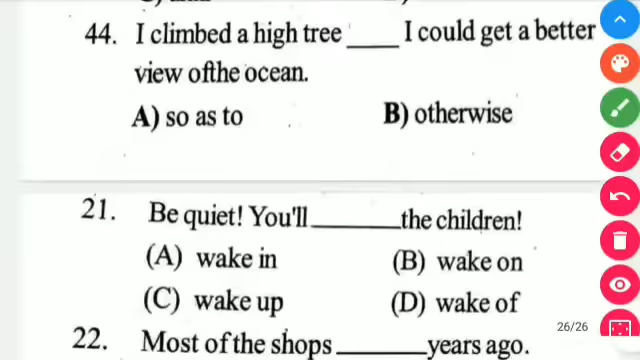 44. I climbed a high tree ____ I could get a better
view ofthe ocean.
A) so as to B) otherwise
21. Be quiet! You'll ______ the children!
(A) wake in (B) wake on
(C) wake up (D) wake of
26/26
22. Most of the shops ______ years ago.